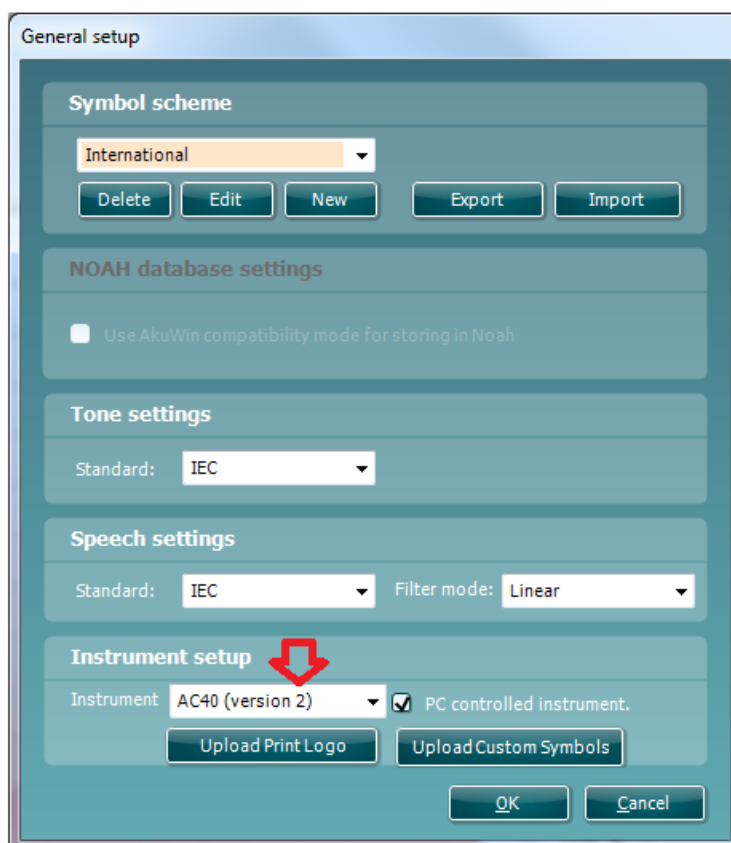 General setup
Symbol scheme
International
Delete Edit New Export Import
NOAH database settings
Use AkuWin compatibility mode for storing in Noah
Tone settings
Standard: IEC
Speech settings
Standard: IEC Filter mode: Linear
Instrument setup
Instrument AC40 (version 2) PC controlled instrument.
Upload Print Logo Upload Custom Symbols
OK Cancel